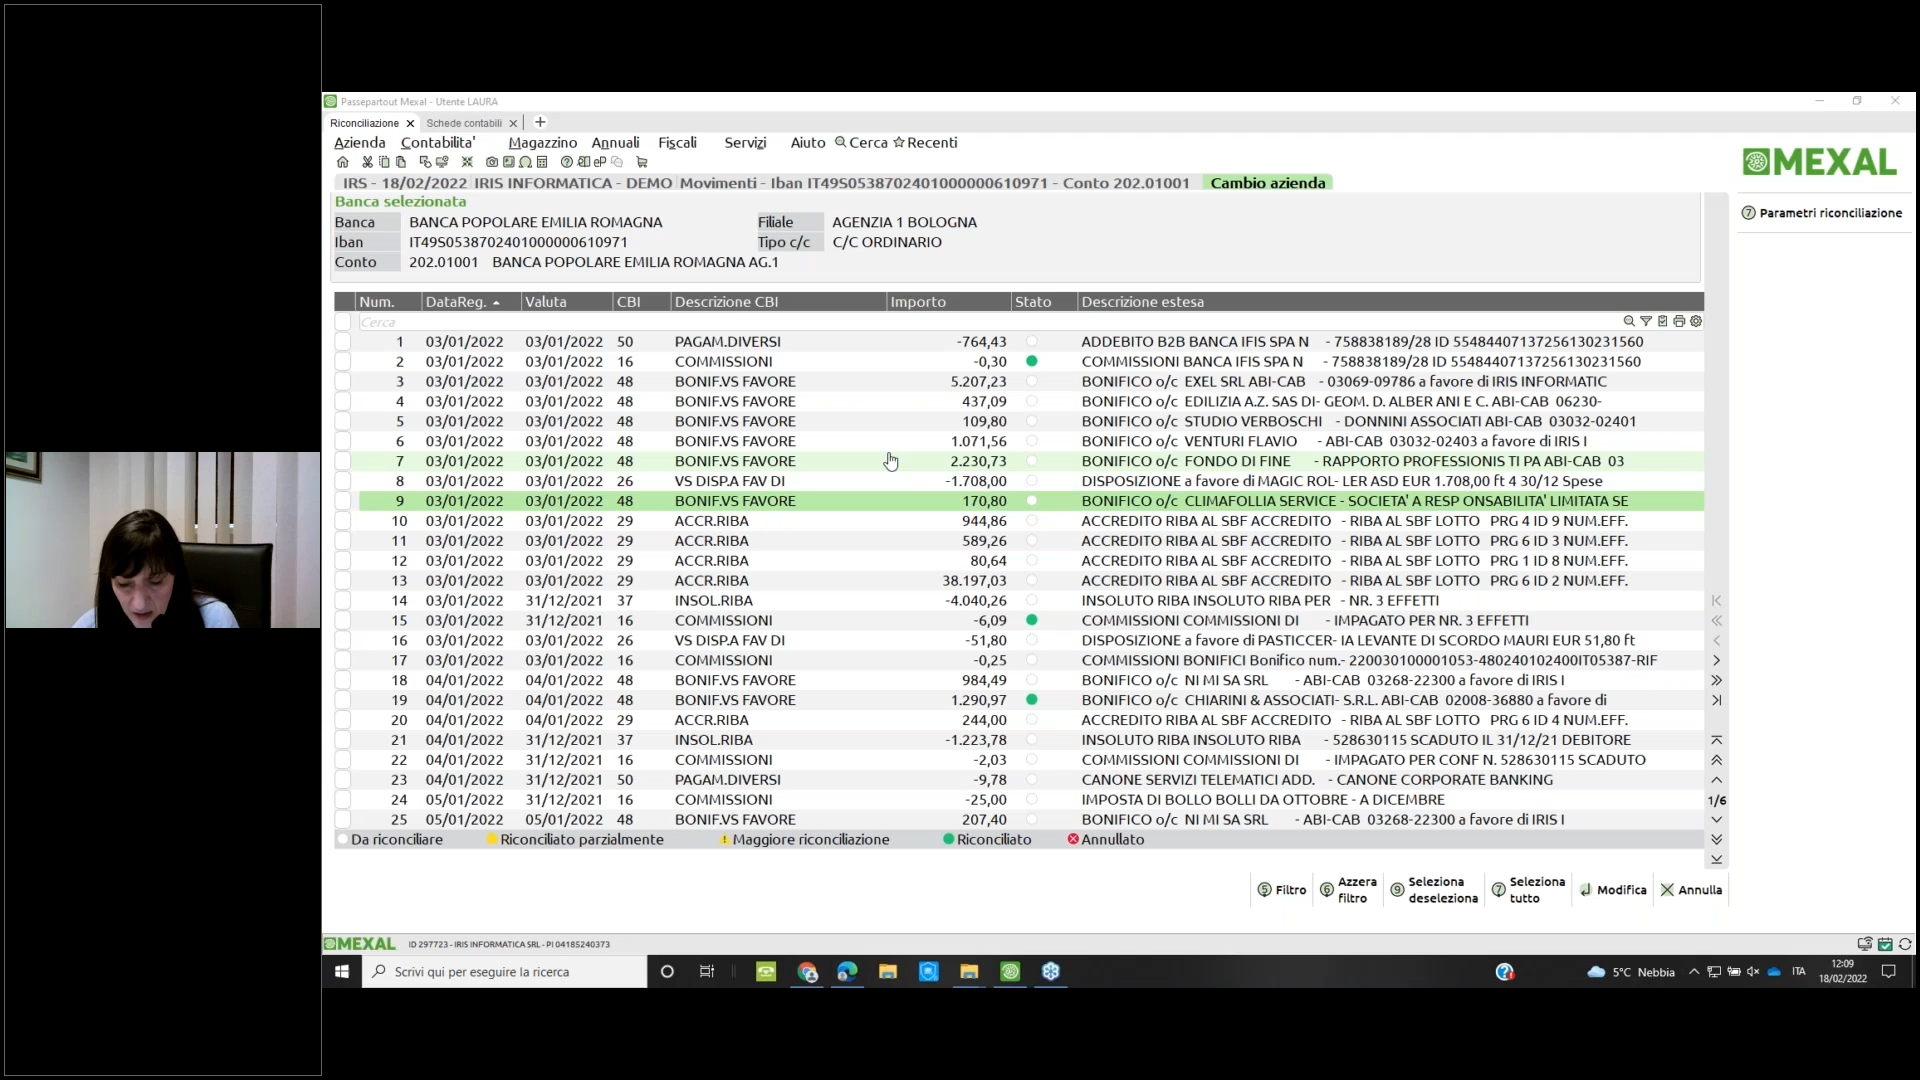 Passepartout Mexal - Utente LAURA
Riconciliazione Schede contabili
Azienda Contabilita' Magazzino Annuali Fiscali Servizi Aiuto Cerca Recenti
MEXAL
IRS - 18/02/2022 IRIS INFORMATICA - DEMO Movimenti - Iban IT49S0538702401000000610971 - Conto 202.01001 Cambio azienda
Banca selezionata
Parametri riconciliazione
Banca BANCA POPOLARE EMILIA ROMAGNA Filiale AGENZIA 1 BOLOGNA
Iban IT49S0538702401000000610971 Tipo c/c C/C ORDINARIO
Conto 202.01001 BANCA POPOLARE EMILIA ROMAGNA AG.1
Num. DataReg. Valuta CBI Descrizione CBI Importo Stato Descrizione estesa
Cerca
1 03/01/2022 03/01/2022 50 PAGAM.DIVERSI -764,43 ADDEBITO B2B BANCA IFIS SPA N - 758838189/28 ID 55484407137256130231560
2 03/01/2022 03/01/2022 16 COMMISSIONI -0,30 COMMISSIONI BANCA IFIS SPA N - 758838189/28 ID 55484407137256130231560
3 03/01/2022 03/01/2022 48 BONIF.VS FAVORE 5.207,23 BONIFICO o/c EXEL SRL ABI-CAB - 03069-09786 a favore di IRIS INFORMATIC
4 03/01/2022 03/01/2022 48 BONIF.VS FAVORE 437,09 BONIFICO o/c EDILIZIA A.Z. SAS DI- GEOM. D. ALBER ANI E C. ABI-CAB 06230-
5 03/01/2022 03/01/2022 48 BONIF.VS FAVORE 109,80 BONIFICO o/c STUDIO VERBOSCHI - DONNINI ASSOCIATI ABI-CAB 03032-02401
6 03/01/2022 03/01/2022 48 BONIF.VS FAVORE 1.071,56 BONIFICO o/c VENTURI FLAVIO - ABI-CAB 03032-02403 a favore di IRIS I
7 03/01/2022 03/01/2022 48 BONIF.VS FAVORE 2.230,73 BONIFICO o/c FONDO DI FINE - RAPPORTO PROFESSIONIS TI PA ABI-CAB 03
8 03/01/2022 03/01/2022 26 VS DISP.A FAV DI -1.708,00 DISPOSIZIONE a favore di MAGIC ROL- LER ASD EUR 1.708,00 ft 4 30/12 Spese
9 03/01/2022 03/01/2022 48 BONIF.VS FAVORE 170,80 BONIFICO o/c CLIMAFOLLIA SERVICE - SOCIETA' A RESP ONSABILITA' LIMITATA SE
10 03/01/2022 03/01/2022 29 ACCR.RIBA 944,86 ACCREDITO RIBA AL SBF ACCREDITO - RIBA AL SBF LOTTO PRG 4 ID 9 NUM.EFF.
11 03/01/2022 03/01/2022 29 ACCR.RIBA 589,26 ACCREDITO RIBA AL SBF ACCREDITO - RIBA AL SBF LOTTO PRG 6 ID 3 NUM.EFF.
12 03/01/2022 03/01/2022 29 ACCR.RIBA 80,64 ACCREDITO RIBA AL SBF ACCREDITO - RIBA AL SBF LOTTO PRG 1 ID 8 NUM.EFF.
13 03/01/2022 03/01/2022 29 ACCR.RIBA 38.197,03 ACCREDITO RIBA AL SBF ACCREDITO - RIBA AL SBF LOTTO PRG 6 ID 2 NUM.EFF.
14 03/01/2022 31/12/2021 37 INSOL.RIBA -4.040,26 INSOLUTO RIBA INSOLUTO RIBA PER - NR. 3 EFFETTI
15 03/01/2022 31/12/2021 16 COMMISSIONI -6,09 COMMISSIONI COMMISSIONI DI - IMPAGATO PER NR. 3 EFFETTI
16 03/01/2022 03/01/2022 26 VS DISP.A FAV DI -51,80 DISPOSIZIONE a favore di PASTICCER- IA LEVANTE DI SCORDO MAURI EUR 51,80 ft
17 03/01/2022 03/01/2022 16 COMMISSIONI -0,25 COMMISSIONI BONIFICI Bonifico num.- 220030100001053-480240102400IT05387-RIF
18 04/01/2022 04/01/2022 48 BONIF.VS FAVORE 984,49 BONIFICO o/c NI MI SA SRL - ABI-CAB 03268-22300 a favore di IRIS I
19 04/01/2022 04/01/2022 48 BONIF.VS FAVORE 1.290,97 BONIFICO o/c CHIARINI & ASSOCIATI- S.R.L. ABI-CAB 02008-36880 a favore di
20 04/01/2022 04/01/2022 29 ACCR.RIBA 244,00 ACCREDITO RIBA AL SBF ACCREDITO - RIBA AL SBF LOTTO PRG 6 ID 4 NUM.EFF.
21 04/01/2022 31/12/2021 37 INSOL.RIBA -1.223,78 INSOLUTO RIBA INSOLUTO RIBA - 528630115 SCADUTO IL 31/12/21 DEBITORE
22 04/01/2022 31/12/2021 16 COMMISSIONI -2,03 COMMISSIONI COMMISSIONI DI - IMPAGATO PER CONF N. 528630115 SCADUTO
23 04/01/2022 31/12/2021 50 PAGAM.DIVERSI -9,78 CANONE SERVIZI TELEMATICI ADD. - CANONE CORPORATE BANKING
24 05/01/2022 31/12/2021 16 COMMISSIONI -25,00 IMPOSTA DI BOLLO BOLLI DA OTTOBRE - A DICEMBRE
1/6
25 05/01/2022 05/01/2022 48 BONIF.VS FAVORE 207,40 BONIFICO o/c NI MI SA SRL - ABI-CAB 03268-22300 a favore di IRIS I
Da riconciliare Riconciliato parzialmente Maggiore riconciliazione Riconciliato Annullato
5 Filtro 6 Azzera filtro 9 Seleziona deseleziona 7 Seleziona tutto Modifica Annulla
MEXAL ID 297723 - IRIS INFORMATICA SRL - PI 04185240373
Scrivi qui per eseguire la ricerca 5°C Nebbia ITA 12:09
18/02/2022